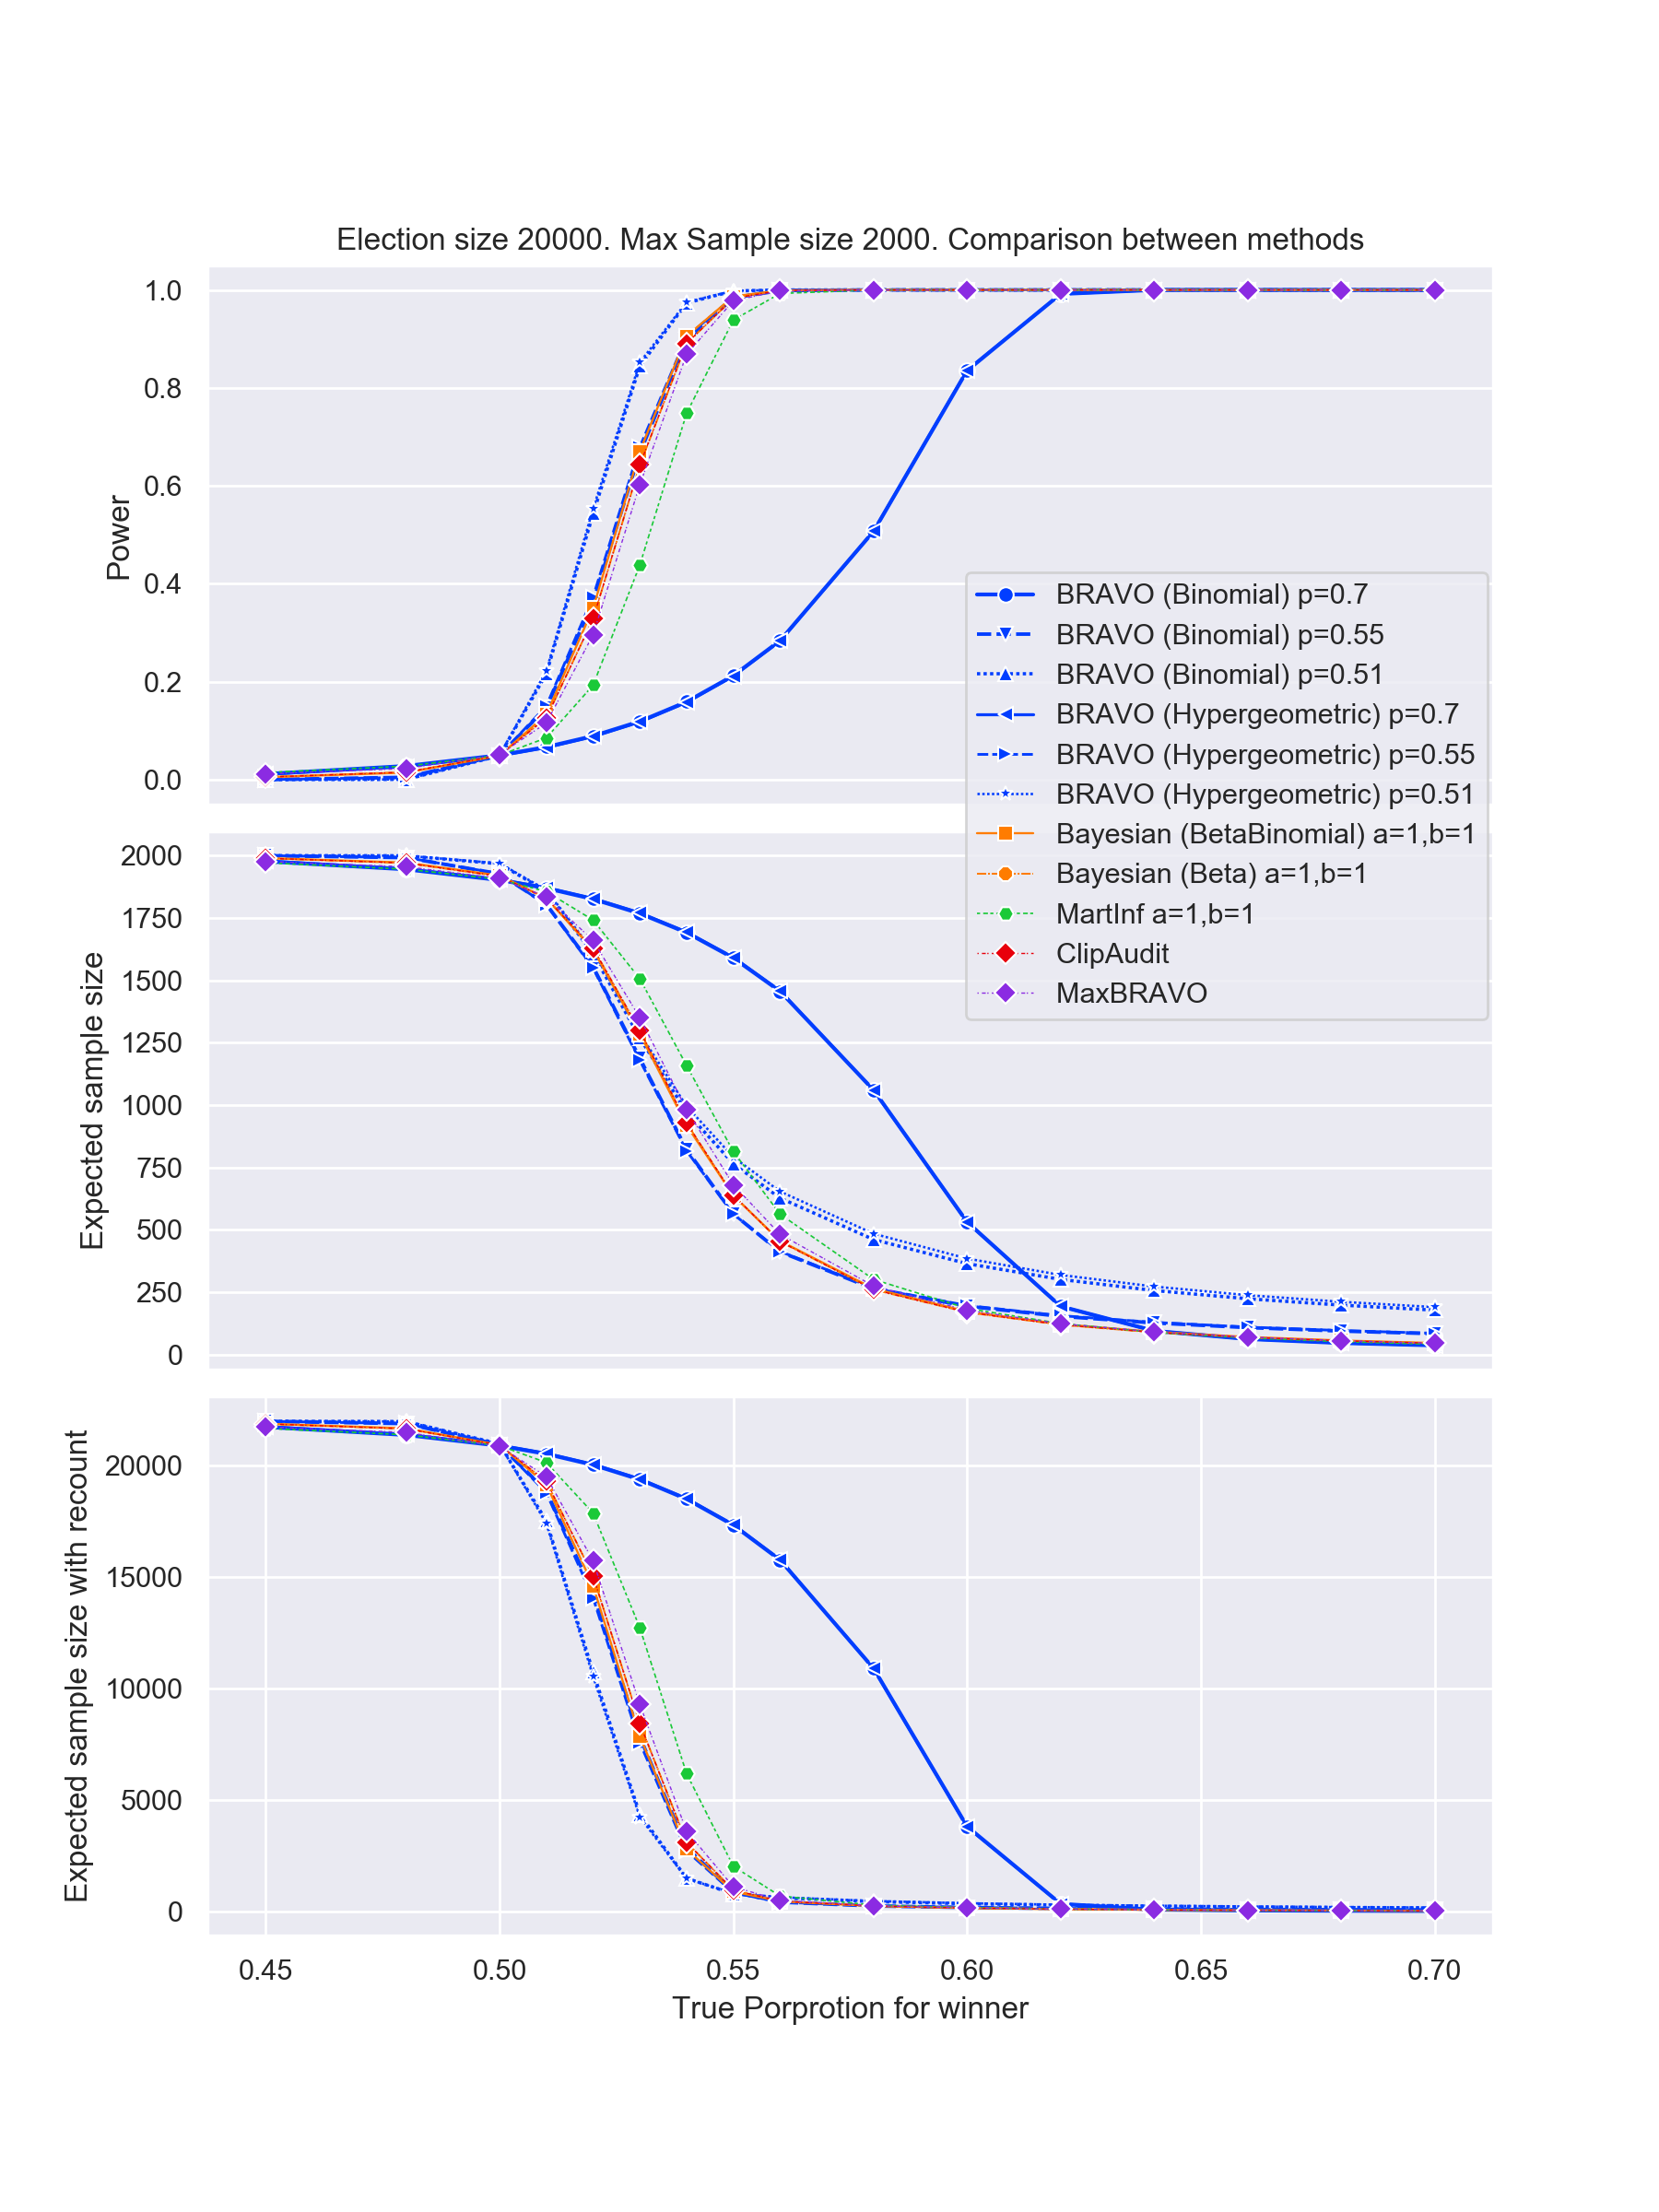 Election size 20000. Max Sample size 2000. Comparison between methods
1.0
0.8
0.6
0.4
0.2
0.0
Power
BRAVO (Binomial) p=0.7
BRAVO (Binomial) p=0.55
BRAVO (Binomial) p=0.51
BRAVO (Hypergeometric) p=0.7
BRAVO (Hypergeometric) p=0.55
BRAVO (Hypergeometric) p=0.51
Bayesian (BetaBinomial) a=1,b=1
Bayesian (Beta) a=1,b=1
MartInf a=1,b=1
ClipAudit
MaxBRAVO
2000
1750
1500
1250
1000
750
500
250
0
Expected sample size
20000
15000
10000
5000
0
Expected sample size with recount
0.45 0.50 0.55 0.60 0.65 0.70
True Porprotion for winner